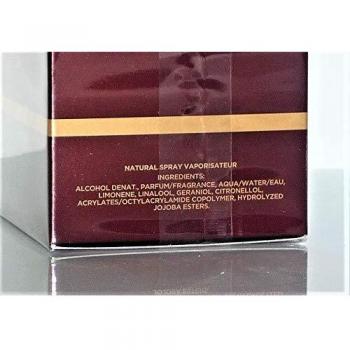 NATURAL SPRAY VAPORISATEUR
INGREDIENTS:
ALCOHOL DENAT., PARFUM/FRAGRANCE, AQUA/WATER/EAU,
LIMONENE, LINALOOL, GERANIOL, CITRONELLOL,
ACRYLATES/OCTYLACRYLAMIDE COPOLYMER, HYDROLYZED
JOJOBA ESTERS.